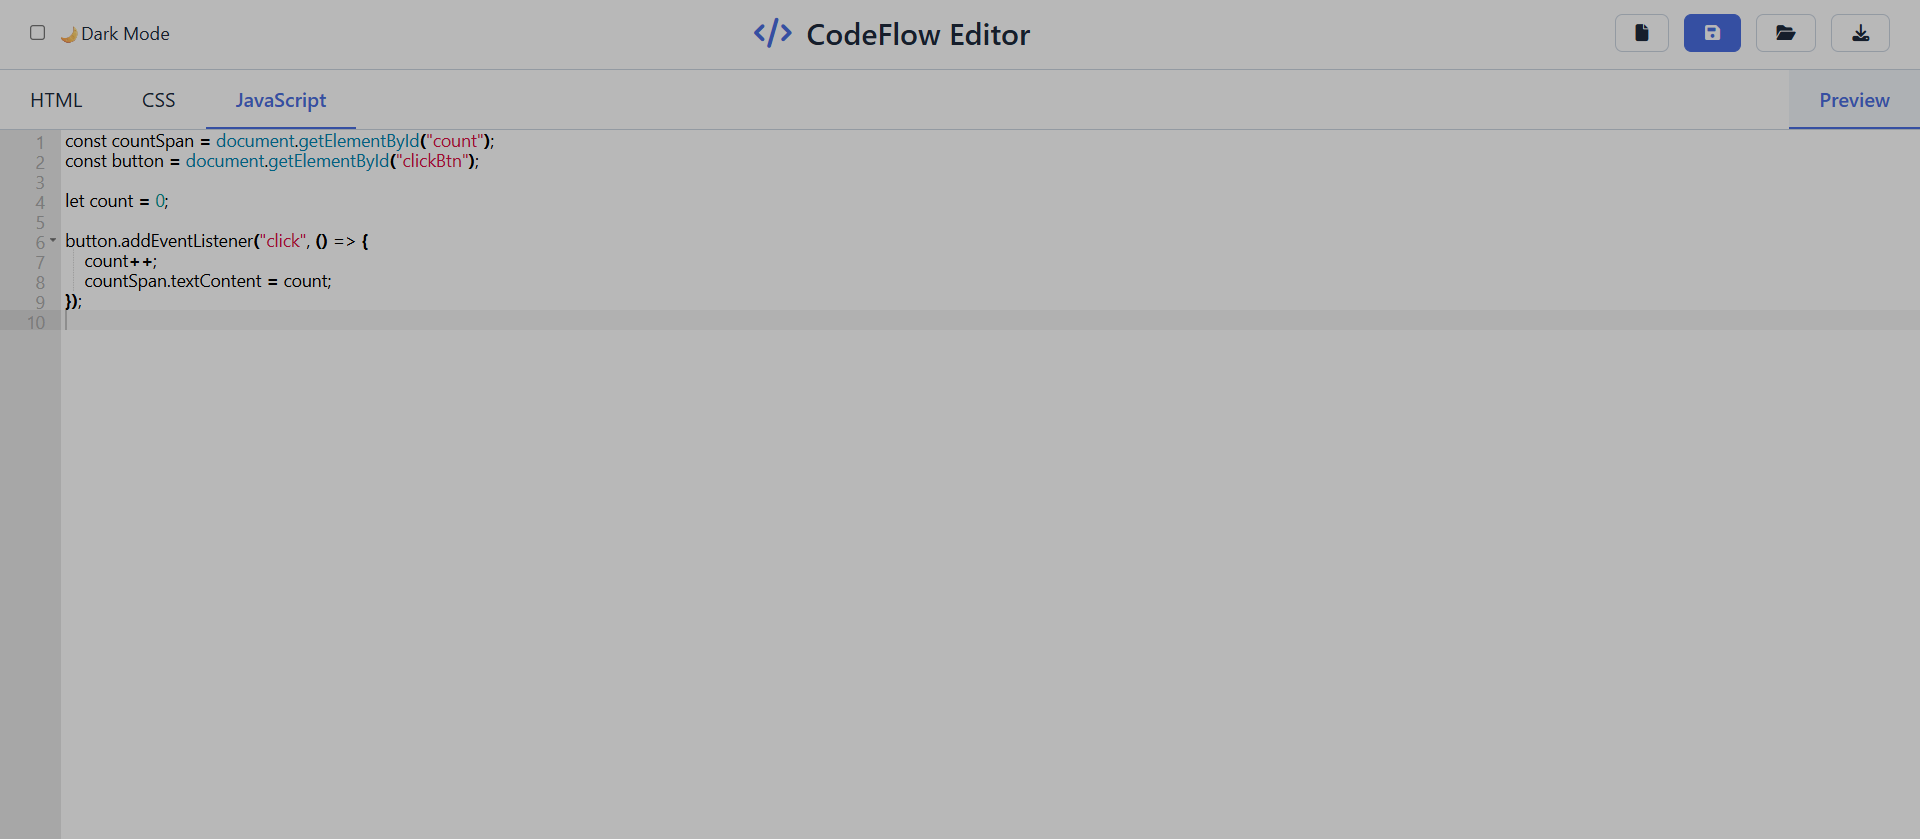 🌙Dark Mode
</> CodeFlow Editor
HTML CSS JavaScript Preview
1 const countSpan = document.getElementById("count");
2 const button = document.getElementById("clickBtn");
3
4 let count = 0;
5
6 button.addEventListener("click", () => {
7     count++;
8     countSpan.textContent = count;
9 });
10